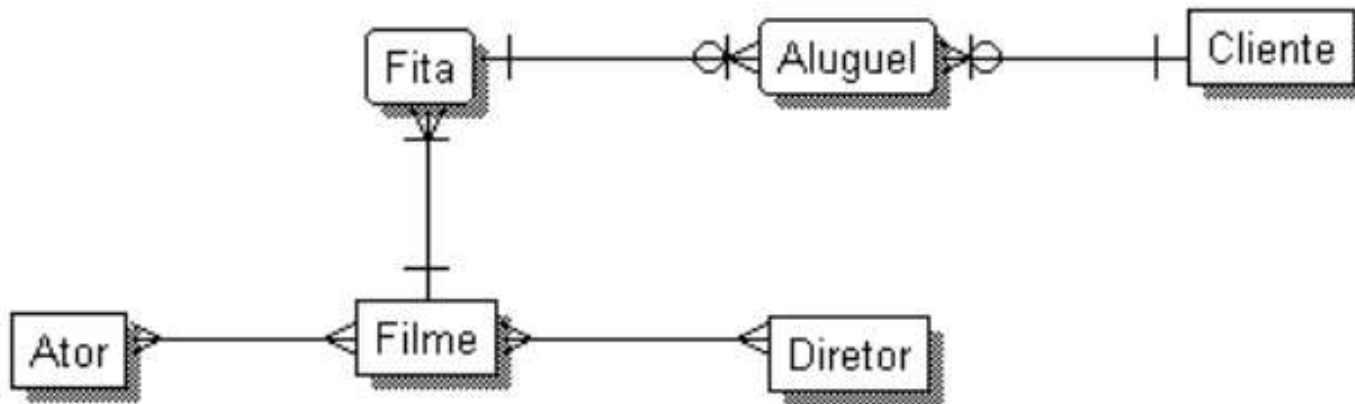 Fita
Aluguel
Cliente
Ator
Filme
Diretor